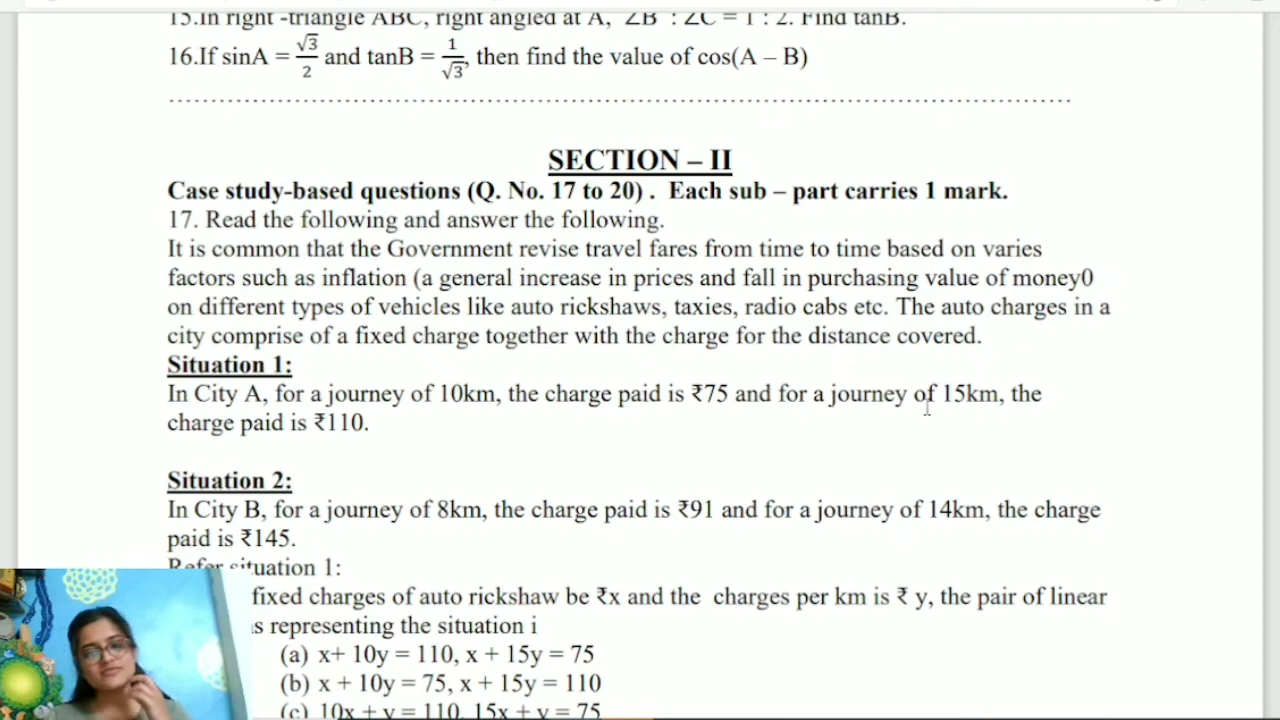 15.In right -triangle ABC, right angled at A, ∠B : ∠C = 1 : 2. Find tanB.
16.If sinA = √3/2 and tanB = 1/√3, then find the value of cos(A – B)
SECTION – II
Case study-based questions (Q. No. 17 to 20) . Each sub – part carries 1 mark.
17. Read the following and answer the following.
It is common that the Government revise travel fares from time to time based on varies
factors such as inflation (a general increase in prices and fall in purchasing value of money0
on different types of vehicles like auto rickshaws, taxies, radio cabs etc. The auto charges in a
city comprise of a fixed charge together with the charge for the distance covered.
Situation 1:
In City A, for a journey of 10km, the charge paid is ₹75 and for a journey of 15km, the
charge paid is ₹110.
Situation 2:
In City B, for a journey of 8km, the charge paid is ₹91 and for a journey of 14km, the charge
paid is ₹145.
Refer situation 1:
fixed charges of auto rickshaw be ₹x and the charges per km is ₹ y, the pair of linear
s representing the situation i
(a) x+ 10y = 110, x + 15y = 75
(b) x + 10y = 75, x + 15y = 110
(c) 10x + y = 110, 15x + y = 75